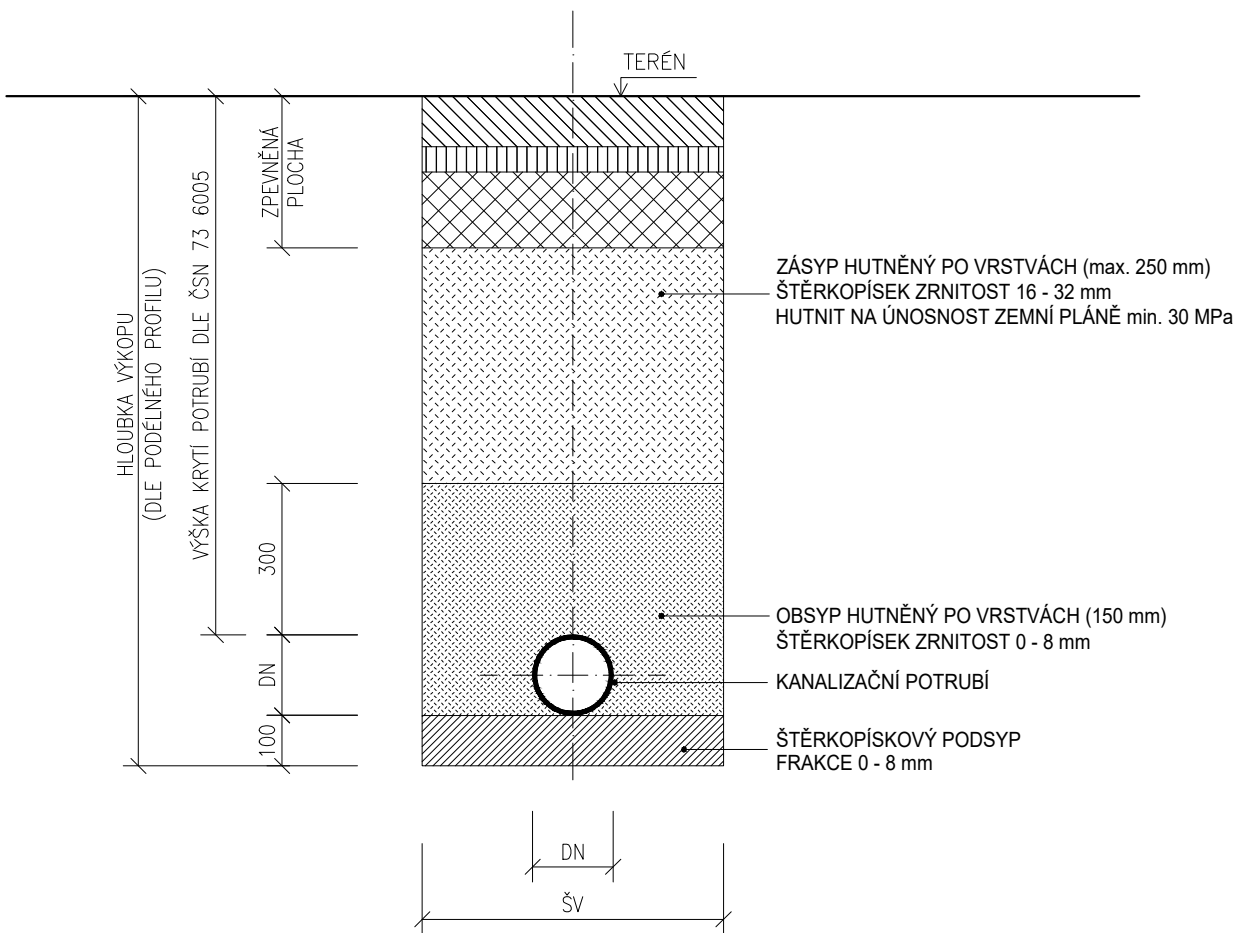 TERÉN
ZPEVNĚNÁ
PLOCHA
HLOUBKA VÝKOPU
(DLE PODÉLNÉHO PROFILU)
VÝŠKA KRYTÍ POTRUBÍ DLE ČSN 73 6005
ZÁSYP HUTNĚNÝ PO VRSTVÁCH (max. 250 mm)
ŠTĚRKOPÍSEK ZRNITOST 16 - 32 mm
HUTNIT NA ÚNOSNOST ZEMNÍ PLÁNĚ min. 30 MPa
300
OBSYP HUTNĚNÝ PO VRSTVÁCH (150 mm)
ŠTĚRKOPÍSEK ZRNITOST 0 - 8 mm
DN
KANALIZAČNÍ POTRUBÍ
100
ŠTĚRKOPÍSKOVÝ PODSYP
FRAKCE 0 - 8 mm
DN
ŠV